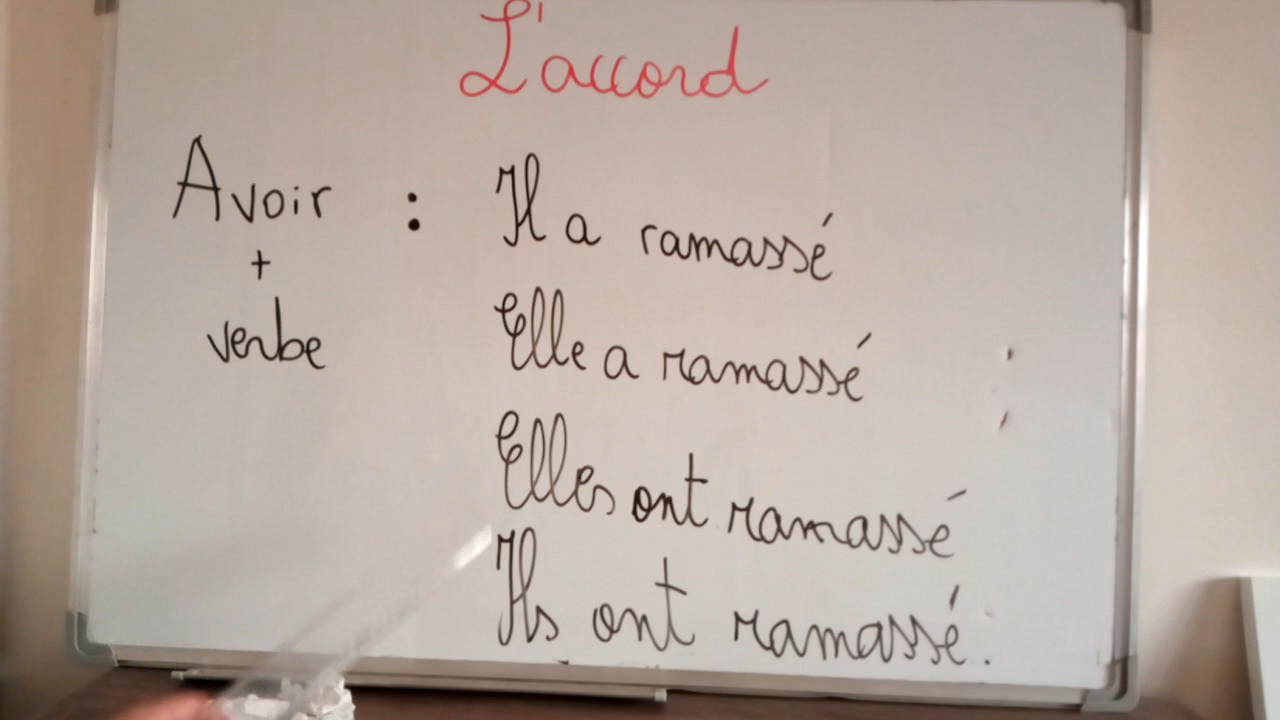 L'accord
Avoir : Il a ramassé
+
verbe
Elle a ramassé
Elles ont ramassé
Ils ont ramassé.